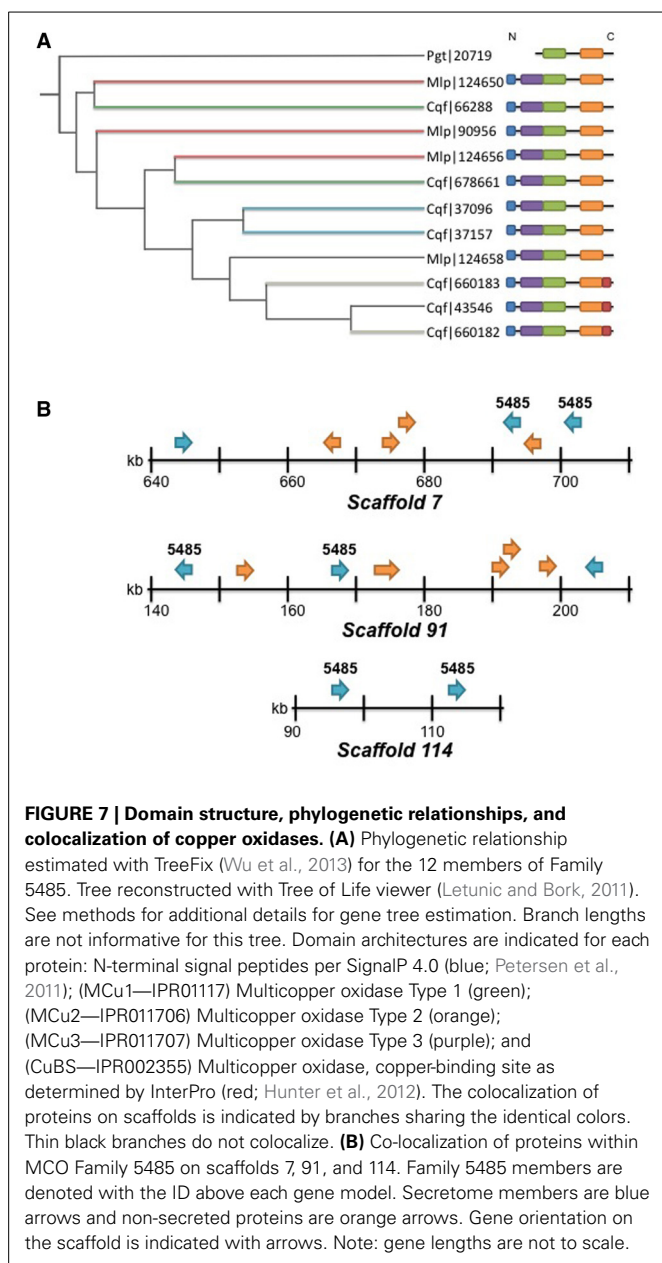 A
N C
Pgt|20719
Mlp|124650
Cqf|66288
Mlp|90956
Mlp|124656
Cqf|678661
Cqf|37096
Cqf|37157
Mlp|124658
Cqf|660183
Cqf|43546
Cqf|660182
B
5485 5485
kb
640 660 680 700
Scaffold 7
5485 5485
kb
140 160 180 200
Scaffold 91
5485 5485
kb
90 110
Scaffold 114
FIGURE 7 | Domain structure, phylogenetic relationships, and
colocalization of copper oxidases. (A) Phylogenetic relationship
estimated with TreeFix (Wu et al., 2013) for the 12 members of Family
5485. Tree reconstructed with Tree of Life viewer (Letunic and Bork, 2011).
See methods for additional details for gene tree estimation. Branch lengths
are not informative for this tree. Domain architectures are indicated for each
protein: N-terminal signal peptides per SignalP 4.0 (blue; Petersen et al.,
2011); (MCu1—IPR01117) Multicopper oxidase Type 1 (green);
(MCu2—IPR011706) Multicopper oxidase Type 2 (orange);
(MCu3—IPR011707) Multicopper oxidase Type 3 (purple); and
(CuBS—IPR002355) Multicopper oxidase, copper-binding site as
determined by InterPro (red; Hunter et al., 2012). The colocalization of
proteins on scaffolds is indicated by branches sharing the identical colors.
Thin black branches do not colocalize. (B) Co-localization of proteins within
MCO Family 5485 on scaffolds 7, 91, and 114. Family 5485 members are
denoted with the ID above each gene model. Secretome members are blue
arrows and non-secreted proteins are orange arrows. Gene orientation on
the scaffold is indicated with arrows. Note: gene lengths are not to scale.